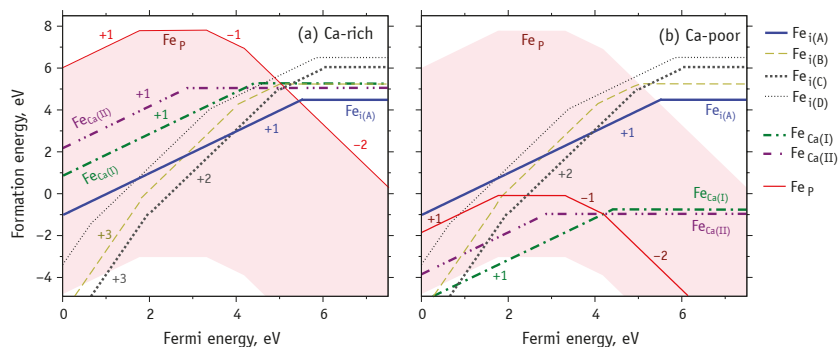 (a) Ca-rich
Formation energy, eV
8
6
4
2
0
−2
−4
0
2
4
6
Fermi energy, eV
+1
−1
Fe P
Fe Ca(II)
+1
+1
Fe Ca(I)
+1
Fe i(A)
−2
+2
+3
+3
(b) Ca-poor
0
2
4
6
Fermi energy, eV
Fe P
+1
Fe i(A)
+2
+1
−1
Fe Ca(I)
Fe Ca(II)
−2
+1
Fe i(A)
Fe i(B)
Fe i(C)
Fe i(D)
Fe Ca(I)
Fe Ca(II)
Fe P